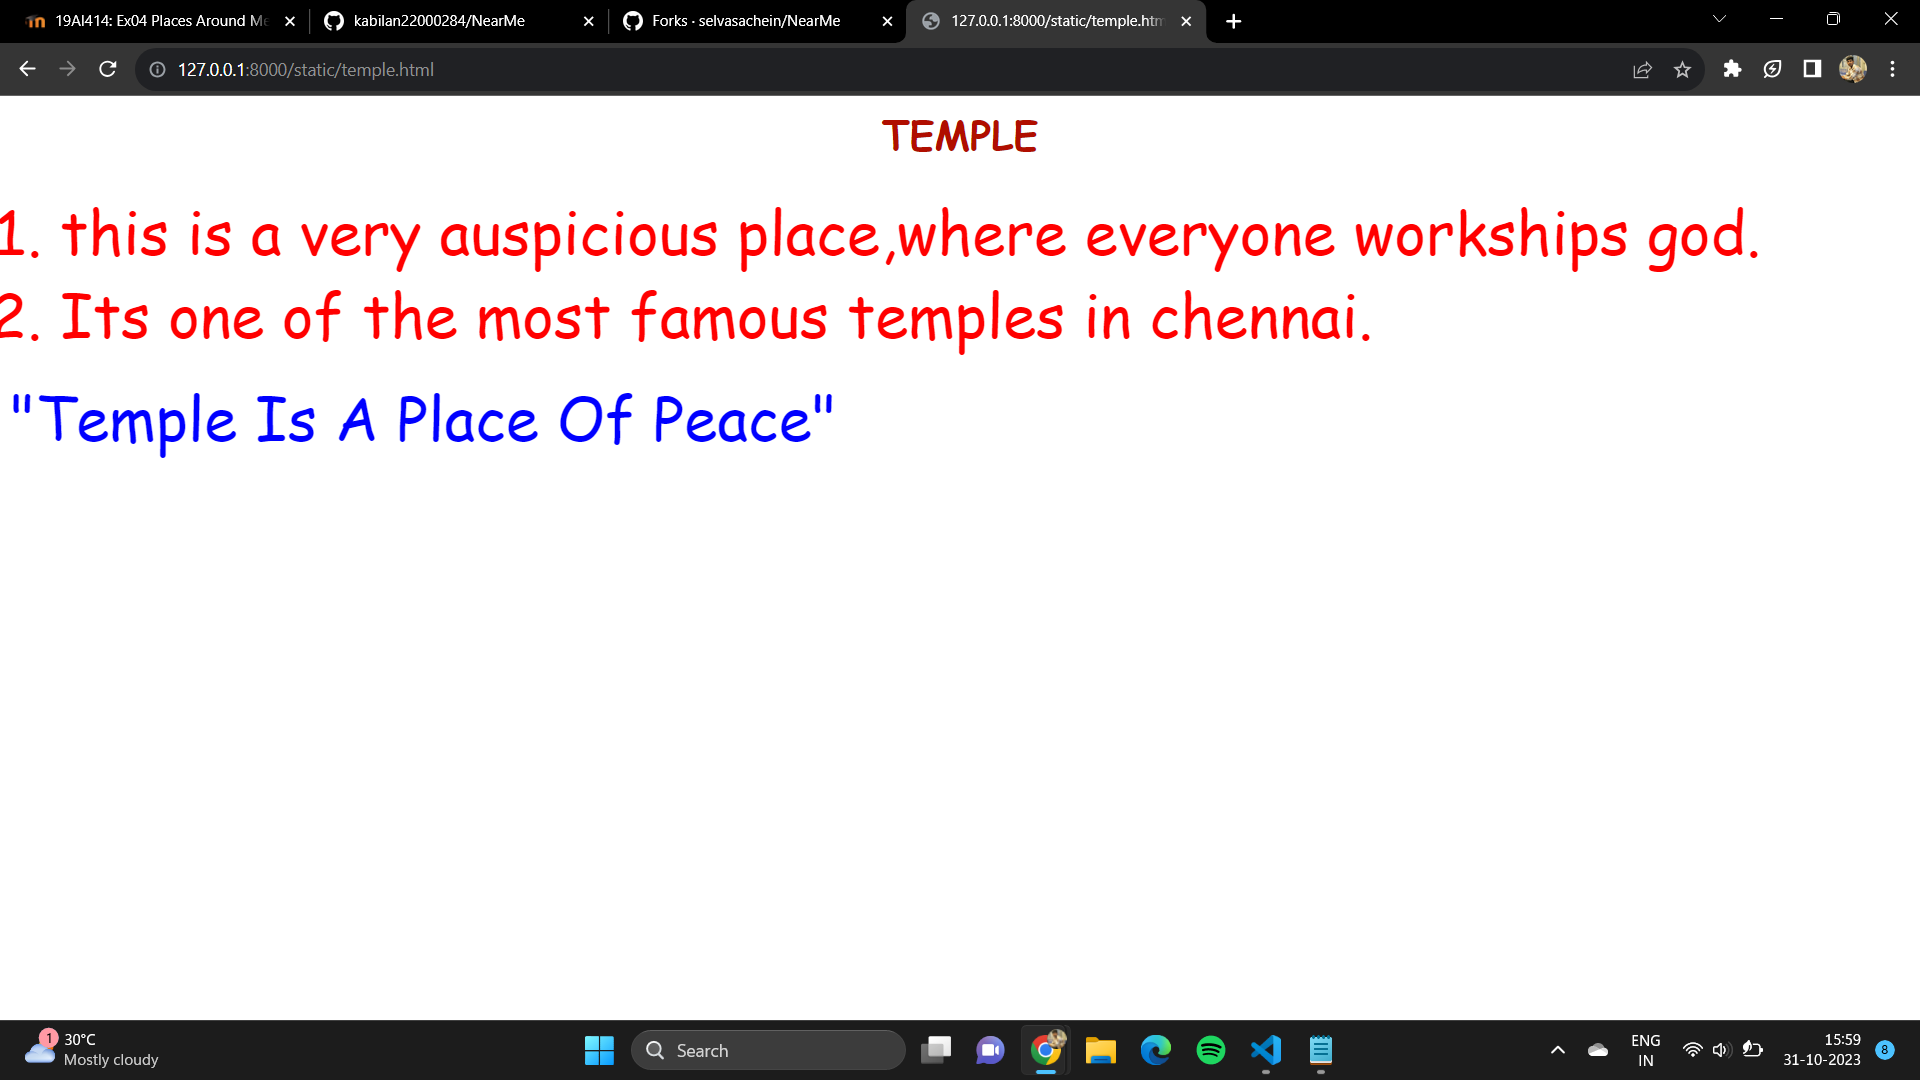 19AI414: Ex04 Places Around Me
kabilan22000284/NearMe
Forks · selvasachein/NearMe
127.0.0.1:8000/static/temple.htm
127.0.0.1:8000/static/temple.html
TEMPLE
1. this is a very auspicious place,where everyone workships god.
2. Its one of the most famous temples in chennai.
"Temple Is A Place Of Peace"
1
30°C
Mostly cloudy
Search
ENG
IN
15:59
31-10-2023
8